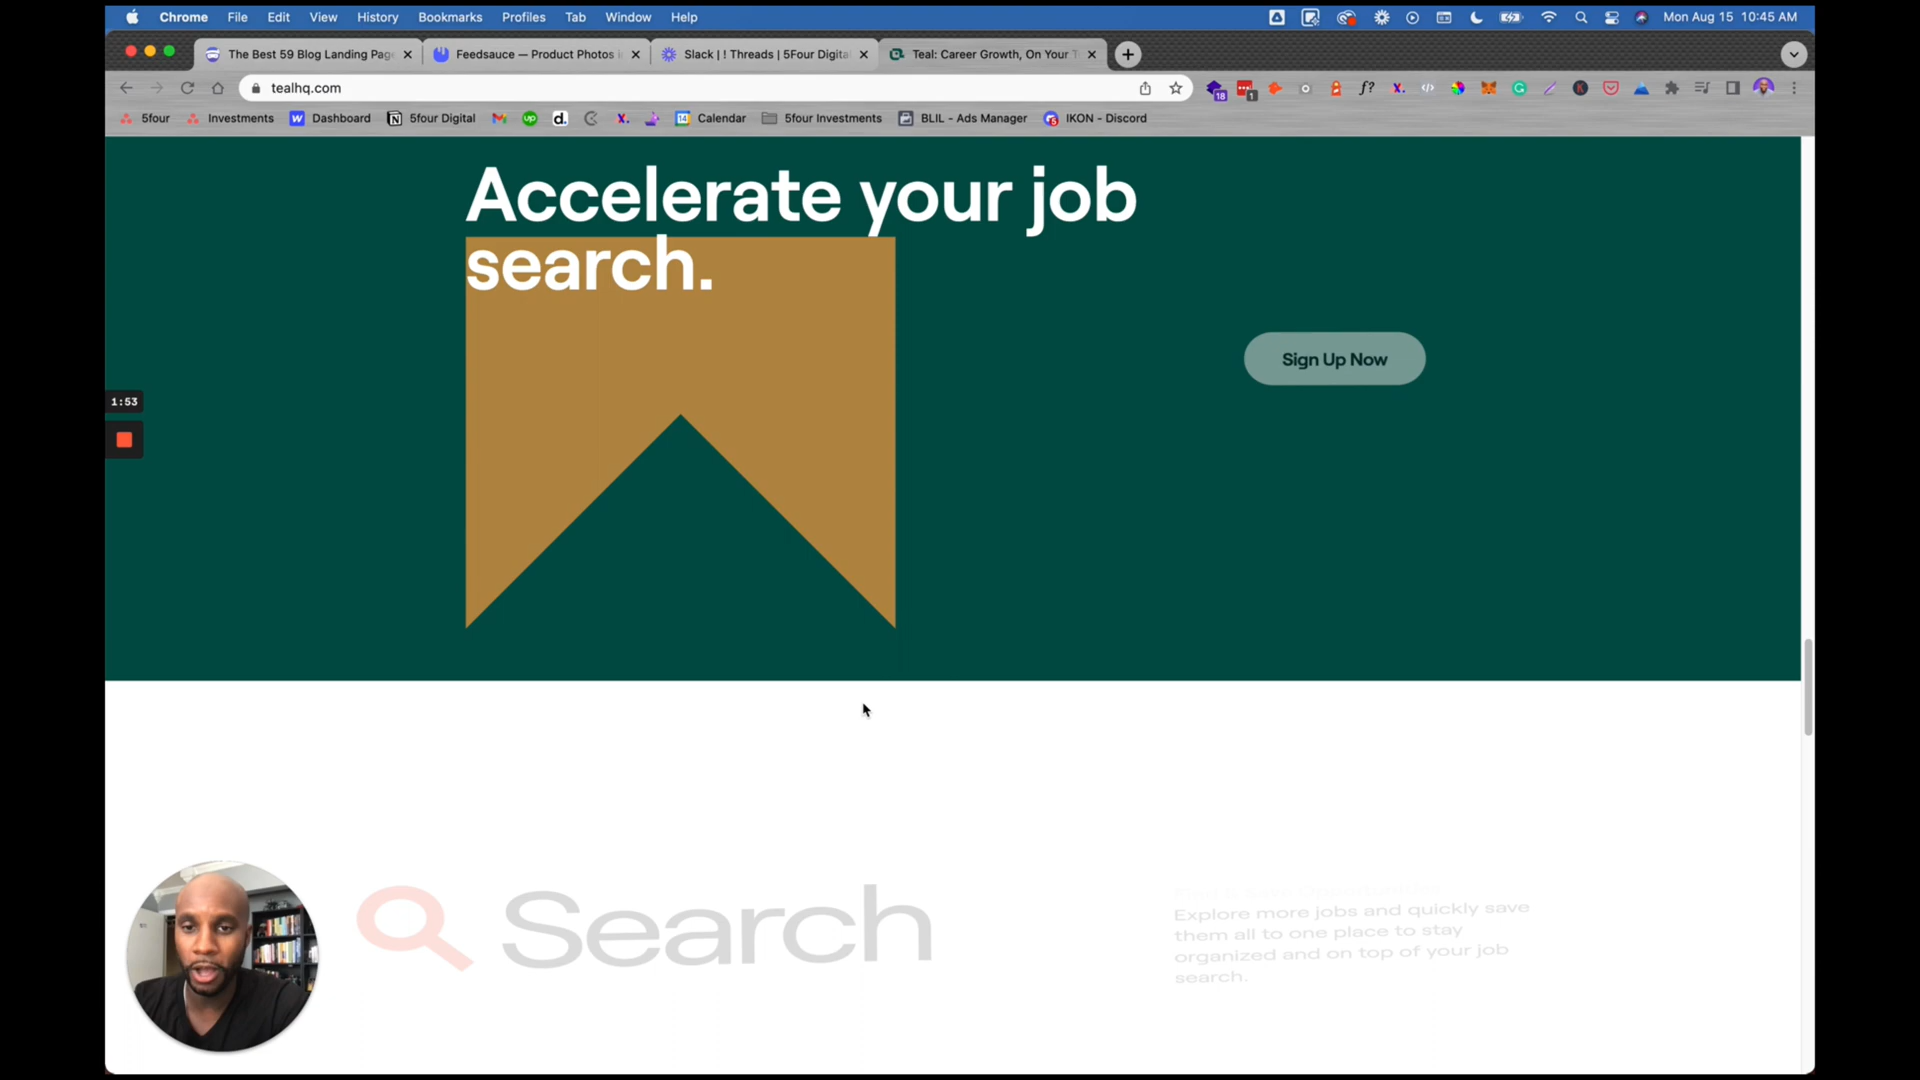 Chrome File Edit View History Bookmarks Profiles Tab Window Help Mon Aug 15 10:45 AM
The Best 59 Blog Landing Page Feedsauce — Product Photos Slack | ! Threads | 5Four Digital Teal: Career Growth, On Your T
tealhq.com f? 18 1
5four Investments Dashboard 5four Digital up d. 14 Calendar 5four Investments BLIL - Ads Manager IKON - Discord
Accelerate your job
search.
Sign Up Now
1:53
Search
Explore more jobs and quickly save
them all to one place to stay
organized and on top of your job
search.